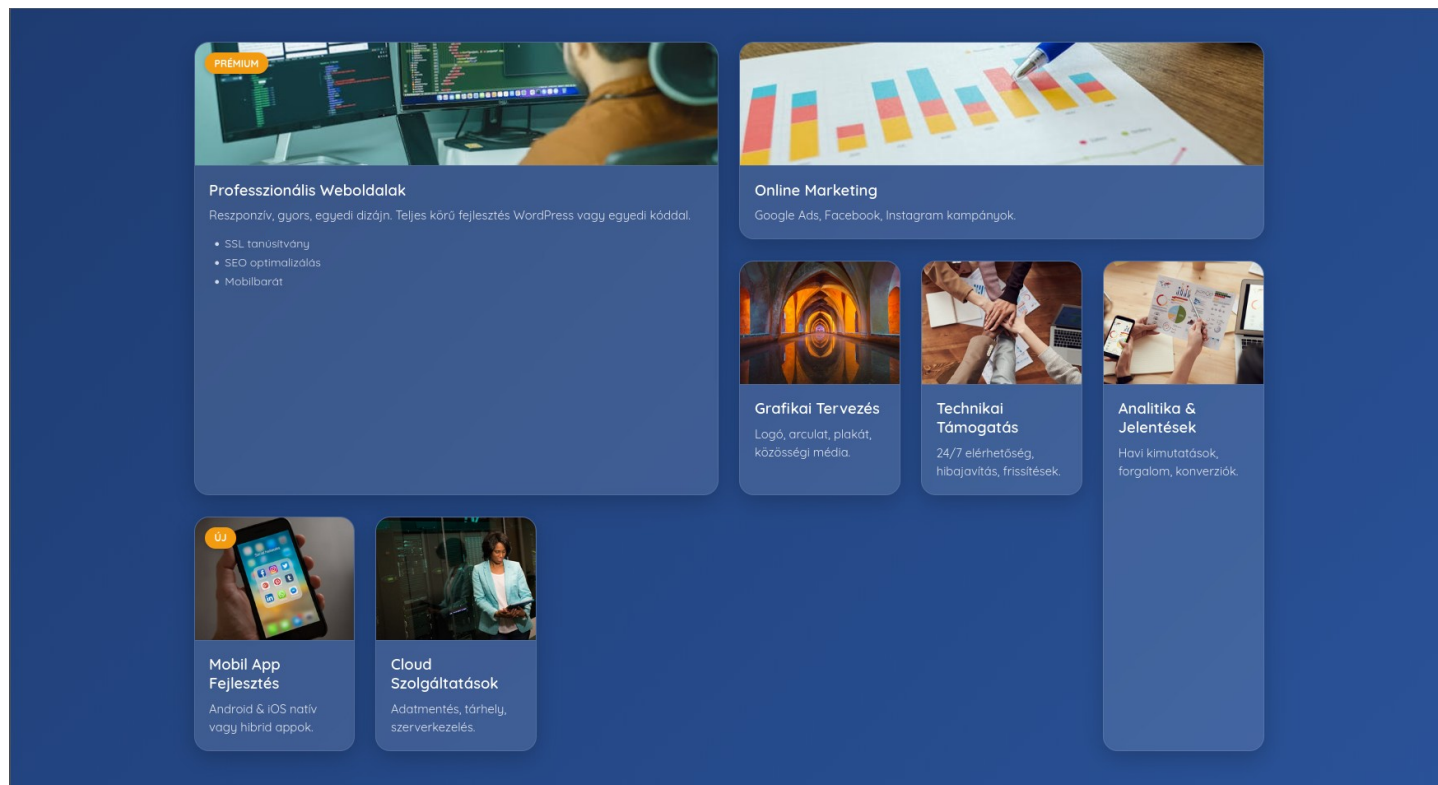 PRÉMIUM
Professzionális Weboldalak
Reszponzív, gyors, egyedi dizájn. Teljes körű fejlesztés WordPress vagy egyedi kóddal.
SSL tanúsítvány
SEO optimalizálás
Mobilbarát
Online Marketing
Google Ads, Facebook, Instagram kampányok.
Grafikai Tervezés
Logó, arculat, plakát,
közösségi média.
Technikai
Támogatás
24/7 elérhetőség,
hibajavítás, frissítések.
Analitika &
Jelentések
Havi kimutatások,
forgalom, konverziók.
ÚJ
Mobil App
Fejlesztés
Android & iOS natív
vagy hibrid appok.
Cloud
Szolgáltatások
Adatmentés, tárhely,
szerverkezelés.